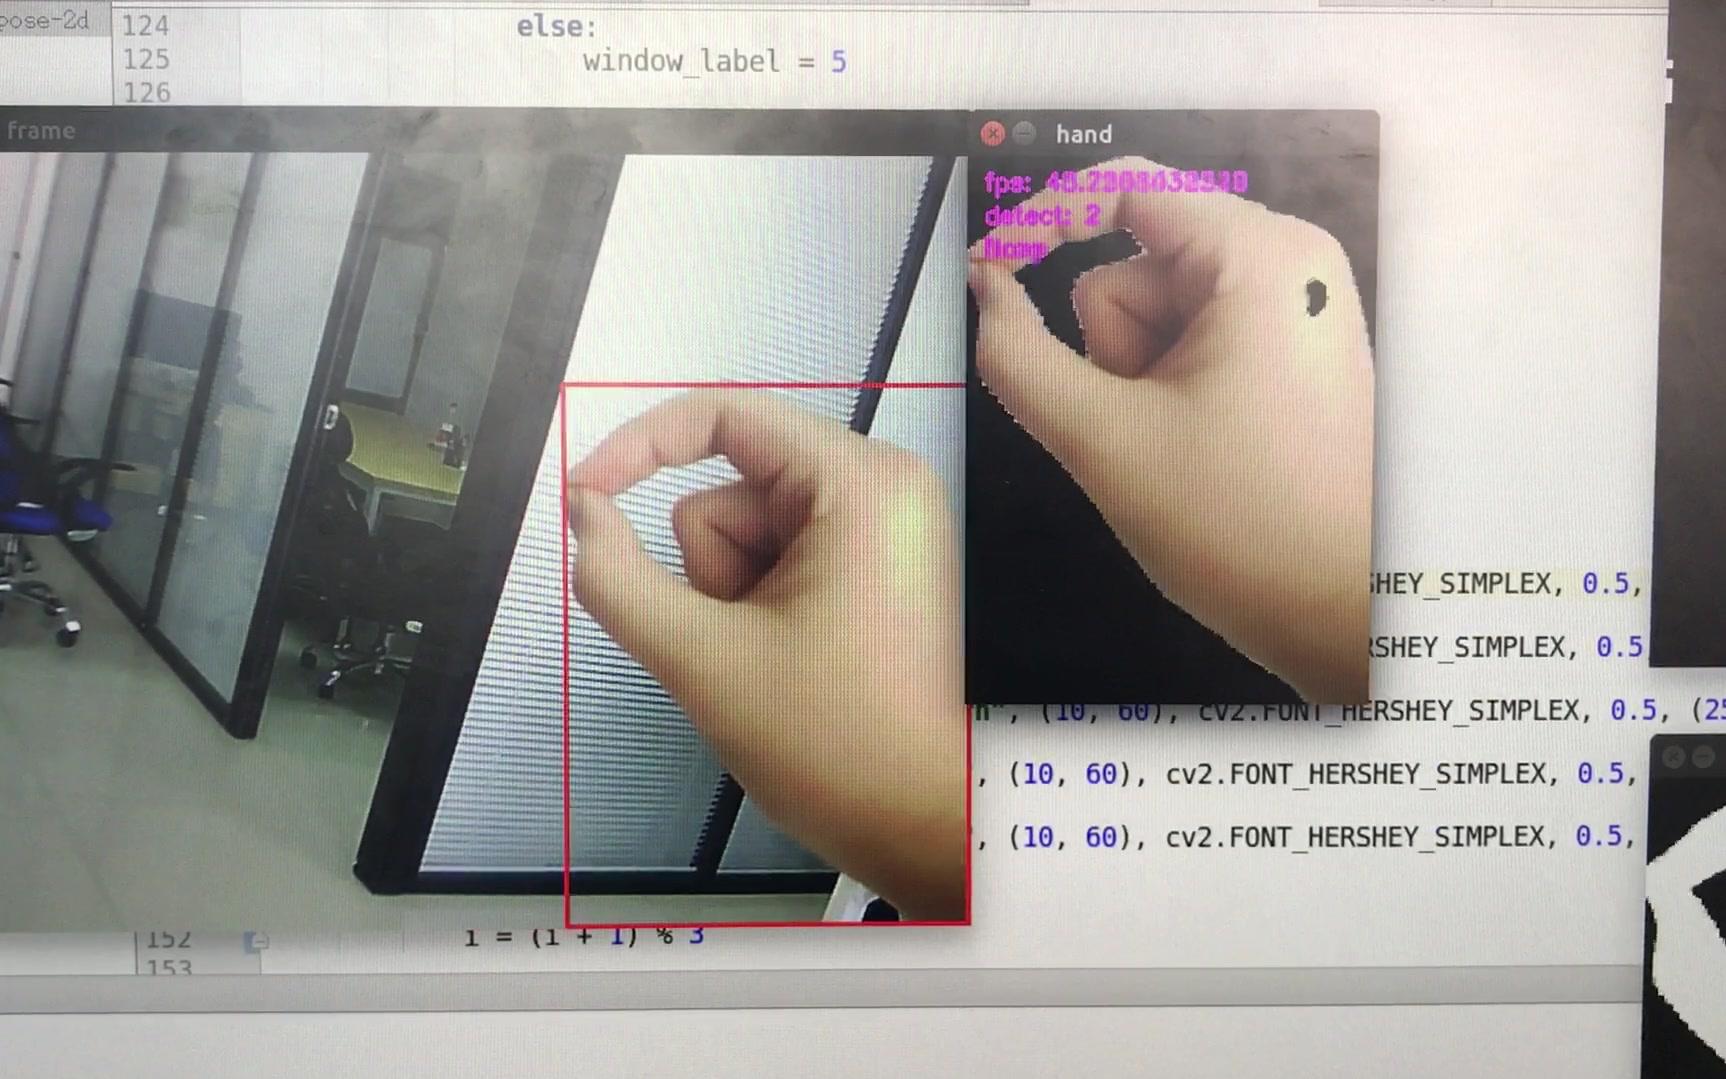 pose-2d
124 else:
125 window_label = 5
126
frame
hand
fps:
detect: 2
SHEY_SIMPLEX, 0.5,
RSHEY_SIMPLEX, 0.5
n", (10, 60), cv2.FONT_HERSHEY_SIMPLEX, 0.5, (25
, (10, 60), cv2.FONT_HERSHEY_SIMPLEX, 0.5,
, (10, 60), cv2.FONT_HERSHEY_SIMPLEX, 0.5,
152 i = (i + 1) % 3
153